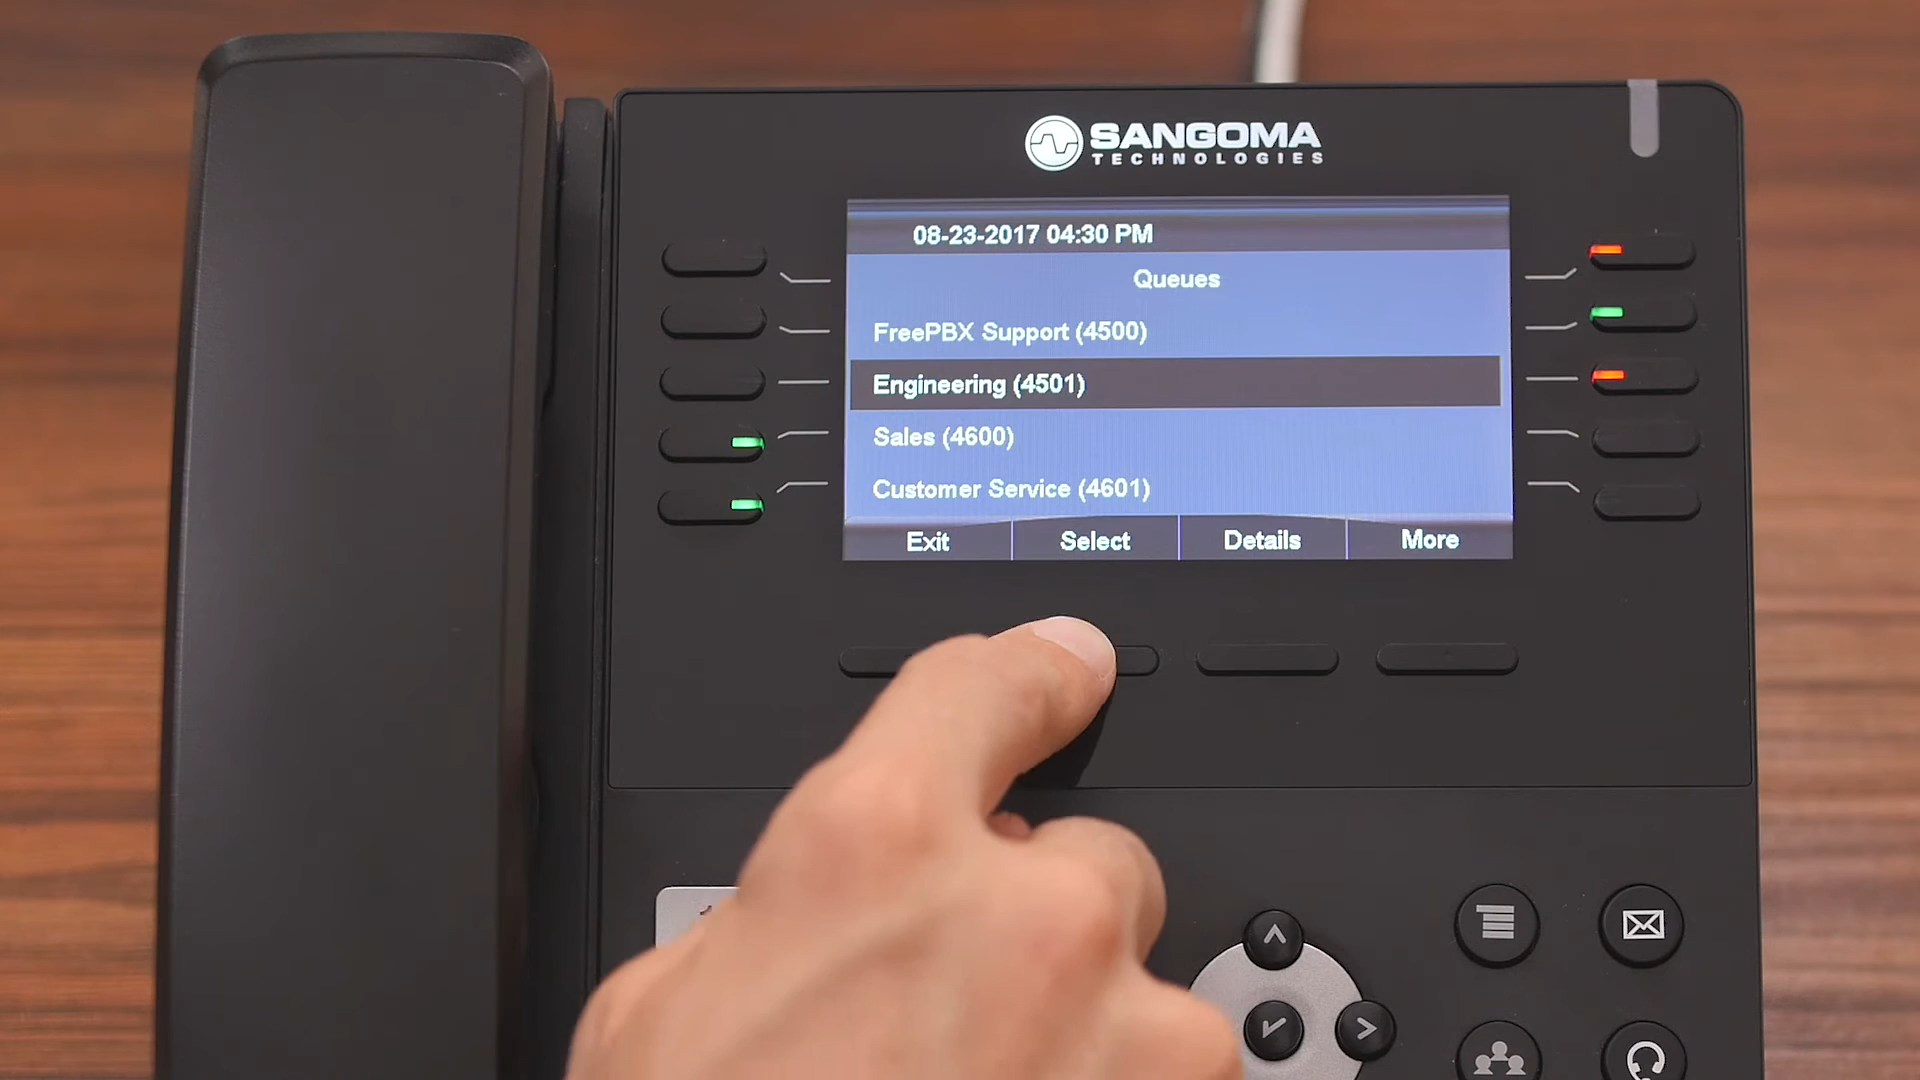 SANGOMA
TECHNOLOGIES
08-23-2017 04:30 PM
Queues
FreePBX Support (4500)
Engineering (4501)
Sales (4600)
Customer Service (4601)
Exit Select Details More